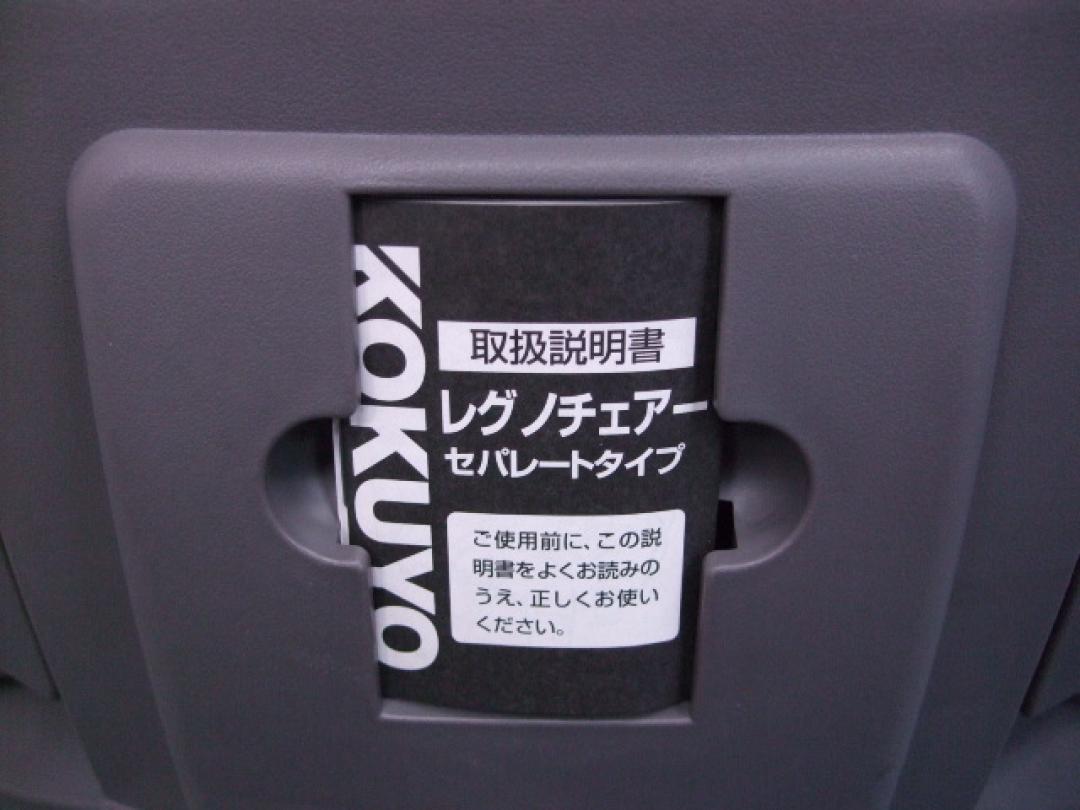 KOKUYO
取扱説明書
レグノチェアー
セパレートタイプ
ご使用前に、この説
明書をよくお読みの
うえ、正しくお使い
ください。